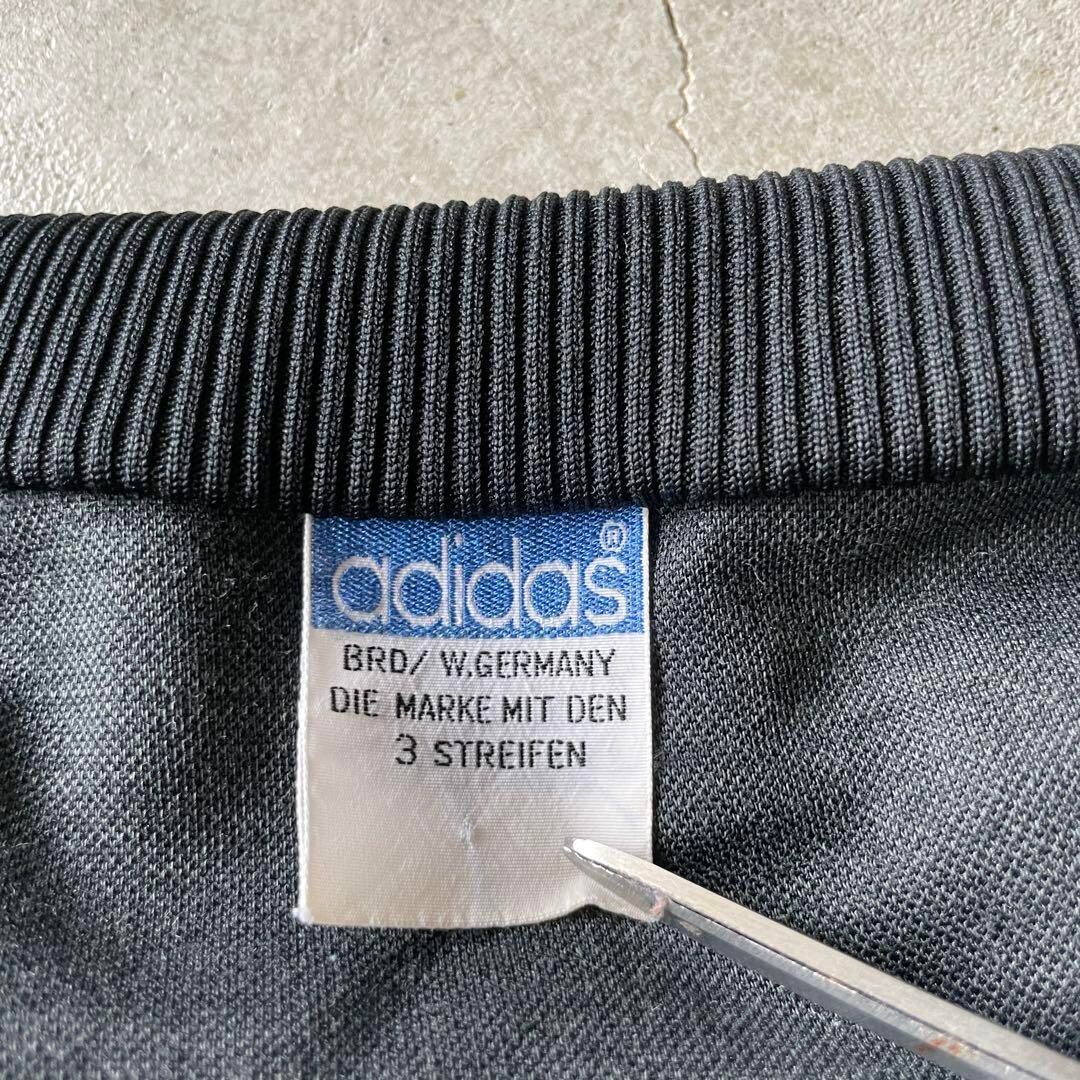 adidas®
BRD/ W.GERMANY
DIE MARKE MIT DEN
3 STREIFEN